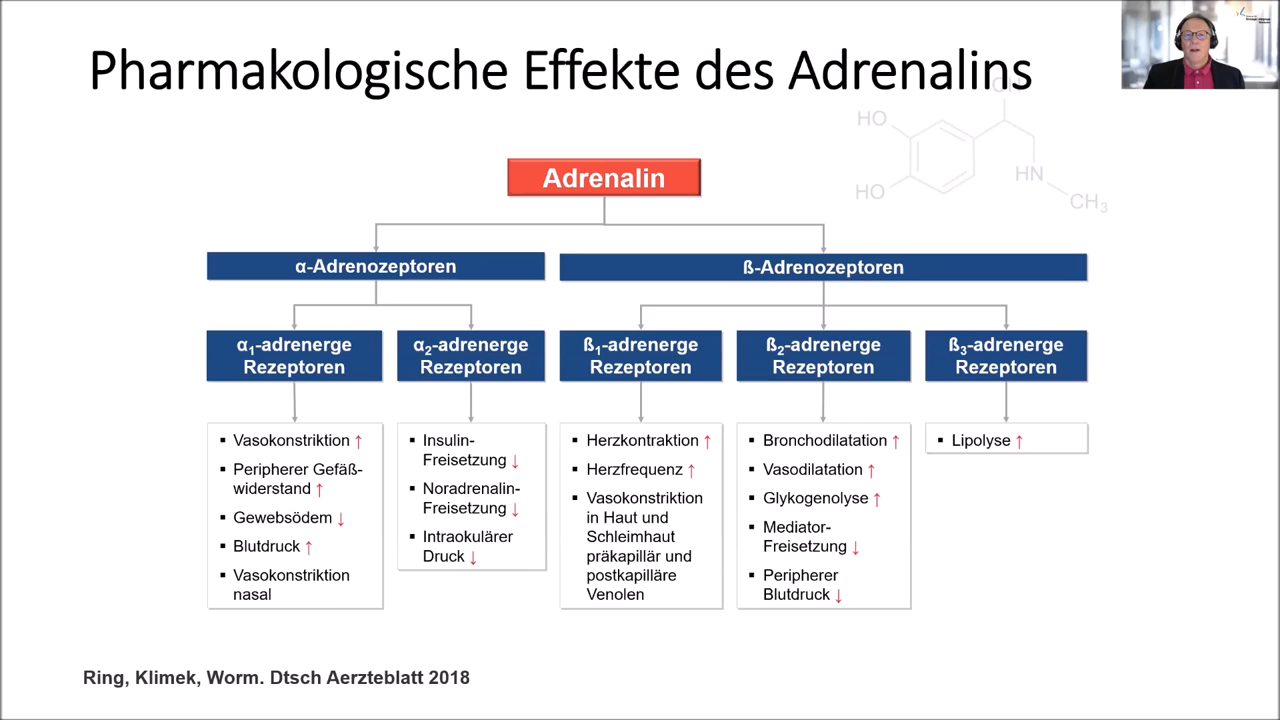 Pharmakologische Effekte des Adrenalins
HO
HO
NH
CH3
Adrenalin
α-Adrenozeptoren
ß-Adrenozeptoren
α1-adrenerge
Rezeptoren
α2-adrenerge
Rezeptoren
ß1-adrenerge
Rezeptoren
ß2-adrenerge
Rezeptoren
ß3-adrenerge
Rezeptoren
▪ Vasokonstriktion ↑
▪ Peripherer Gefäß-
widerstand ↑
▪ Gewebsödem ↓
▪ Blutdruck ↑
▪ Vasokonstriktion
nasal
▪ Insulin-
Freisetzung ↓
▪ Noradrenalin-
Freisetzung ↓
▪ Intraokulärer
Druck ↓
▪ Herzkontraktion ↑
▪ Herzfrequenz ↑
▪ Vasokonstriktion
in Haut und
Schleimhaut
präkapillär und
postkapilläre
Venolen
▪ Bronchodilatation ↑
▪ Vasodilatation ↑
▪ Glykogenolyse ↑
▪ Mediator-
Freisetzung ↓
▪ Peripherer
Blutdruck ↓
▪ Lipolyse ↑
Ring, Klimek, Worm. Dtsch Aerzteblatt 2018